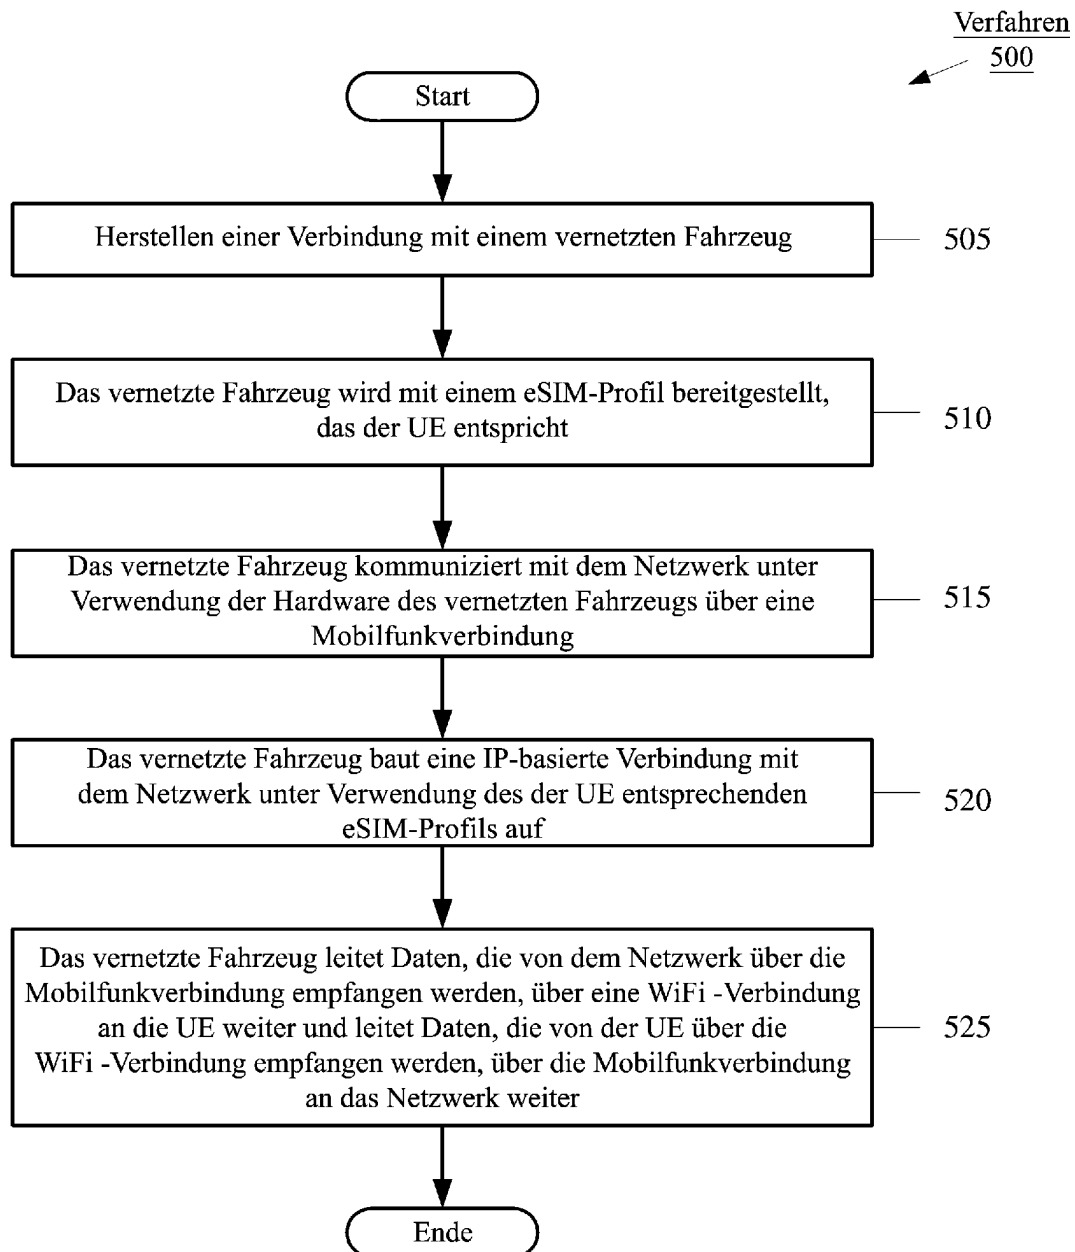 Verfahren
500
Start
Herstellen einer Verbindung mit einem vernetzten Fahrzeug
505
Das vernetzte Fahrzeug wird mit einem eSIM-Profil bereitgestellt,
das der UE entspricht
510
Das vernetzte Fahrzeug kommuniziert mit dem Netzwerk unter
Verwendung der Hardware des vernetzten Fahrzeugs über eine
Mobilfunkverbindung
515
Das vernetzte Fahrzeug baut eine IP-basierte Verbindung mit
dem Netzwerk unter Verwendung des der UE entsprechenden
eSIM-Profils auf
520
Das vernetzte Fahrzeug leitet Daten, die von dem Netzwerk über die
Mobilfunkverbindung empfangen werden, über eine WiFi -Verbindung
an die UE weiter und leitet Daten, die von der UE über die
WiFi -Verbindung empfangen werden, über die Mobilfunkverbindung
an das Netzwerk weiter
525
Ende